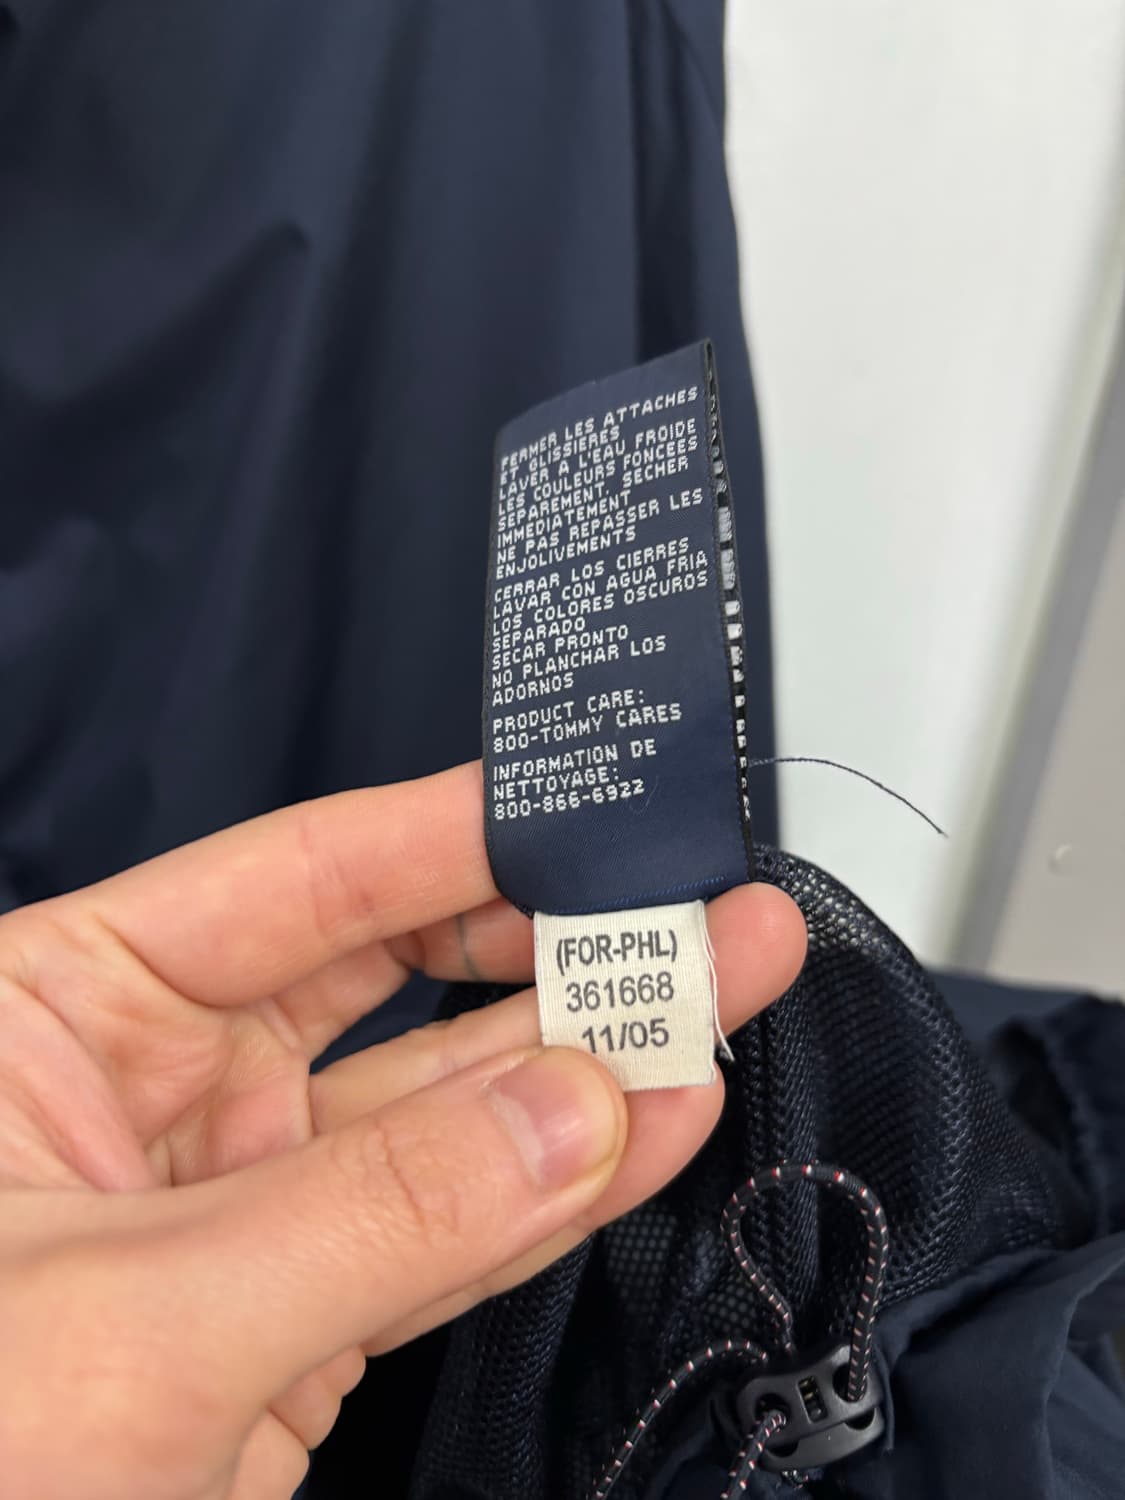 FERMER LES ATTACHES
ET GLISSIERES
LAVER A L'EAU FROIDE
LES COULEURS FONCEES
SEPAREMENT, SECHER
IMMEDIATEMENT
NE PAS REPASSER LES
ENJOLIVEMENTS
CERRAR LOS CIERRES
LAVAR CON AGUA FRIA
LOS COLORES OSCUROS
SEPARADO
SECAR PRONTO
NO PLANCHAR LOS
ADORNOS
PRODUCT CARE:
800-TOMMY CARES
INFORMATION DE
NETTOYAGE:
800-866-6922
(FOR-PHL)
361668
11/05